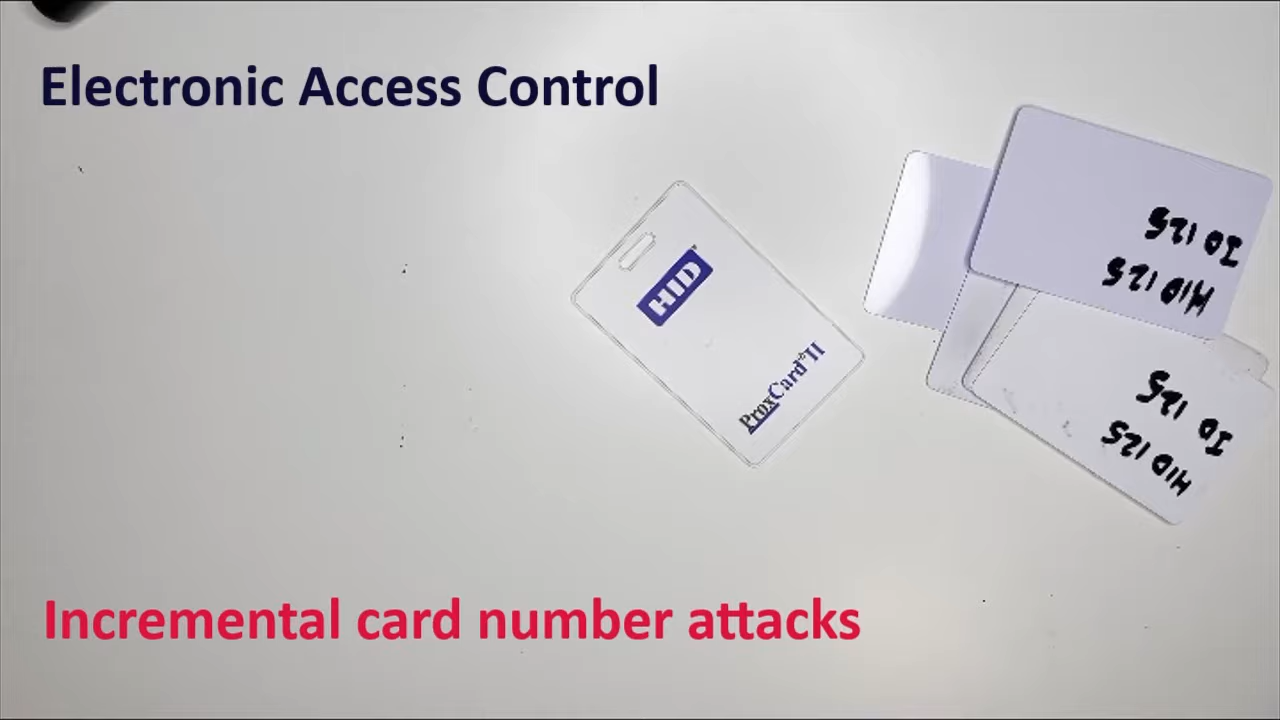 Electronic Access Control
HID
ProxCard® II
ID 125
HID 125
ID 125
HID 125
Incremental card number attacks